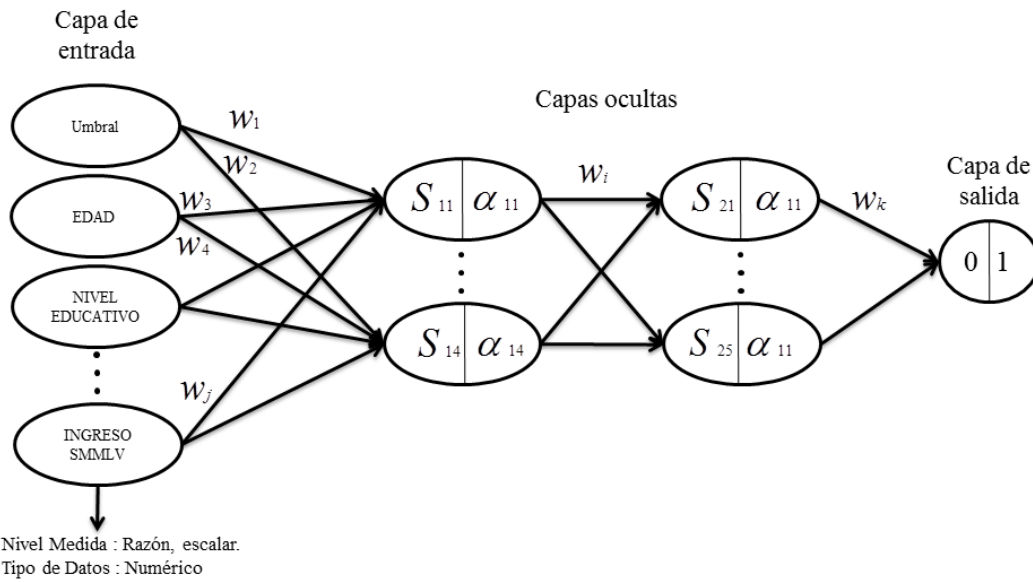 Capa de
entrada
Umbral
EDAD
NIVEL
EDUCATIVO
INGRESO
SMMLV
Nivel Medida : Razón, escalar.
Tipo de Datos : Numérico
w1
w2
w3
w4
wj
Capas ocultas
S11 α11
S14 α14
wi
S21 α11
S25 α11
wk
Capa de
salida
0 1